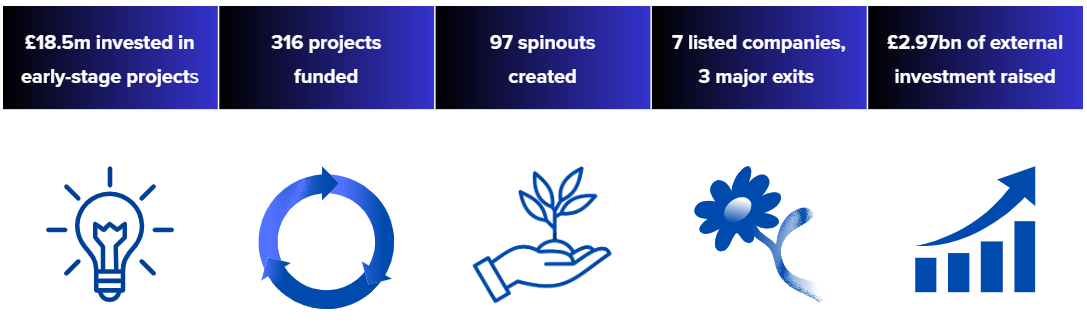 £18.5m invested in
early-stage projects
316 projects
funded
97 spinouts
created
7 listed companies,
3 major exits
£2.97bn of external
investment raised